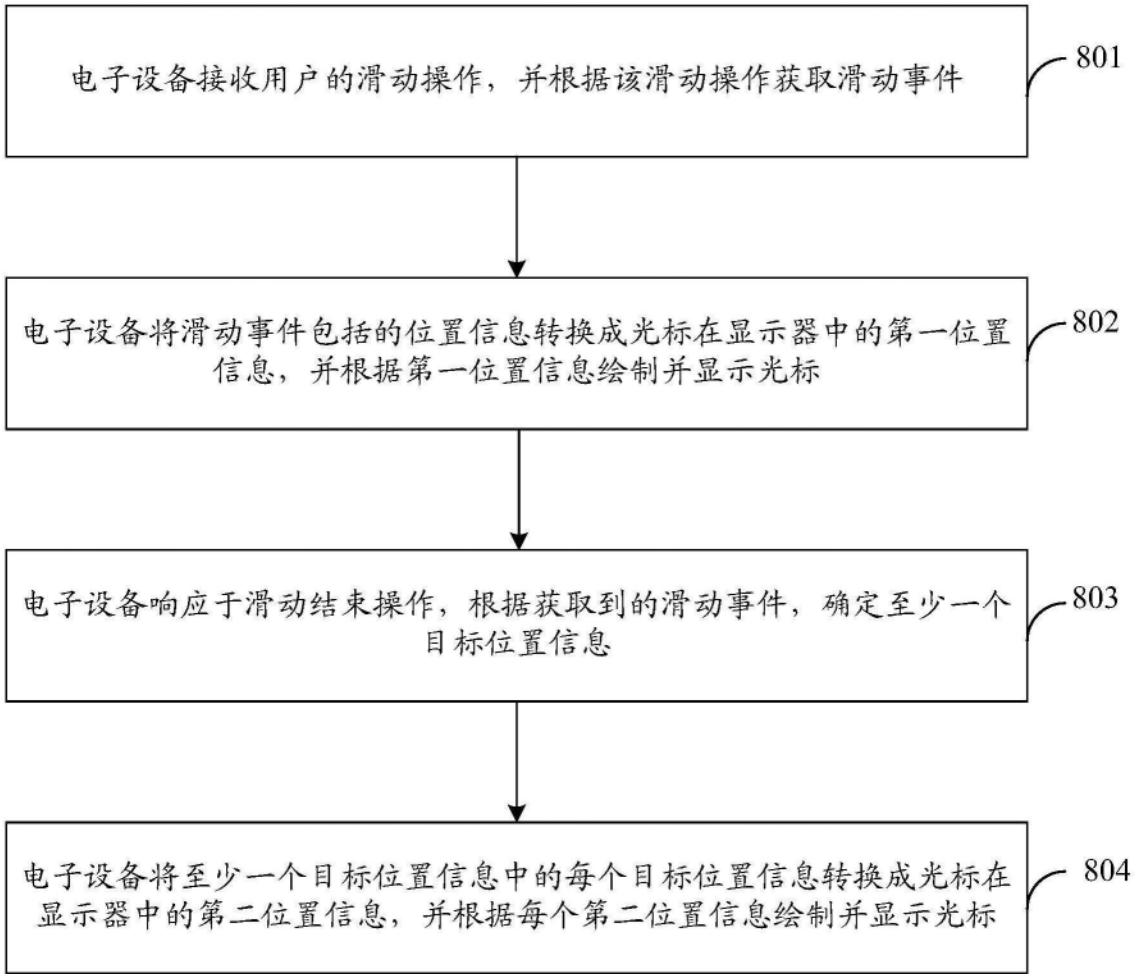 电子设备接收用户的滑动操作，并根据该滑动操作获取滑动事件
801
电子设备将滑动事件包括的位置信息转换成光标在显示器中的第一位置
信息，并根据第一位置信息绘制并显示光标
802
电子设备响应于滑动结束操作，根据获取到的滑动事件，确定至少一个
目标位置信息
803
电子设备将至少一个目标位置信息中的每个目标位置信息转换成光标在
显示器中的第二位置信息，并根据每个第二位置信息绘制并显示光标
804